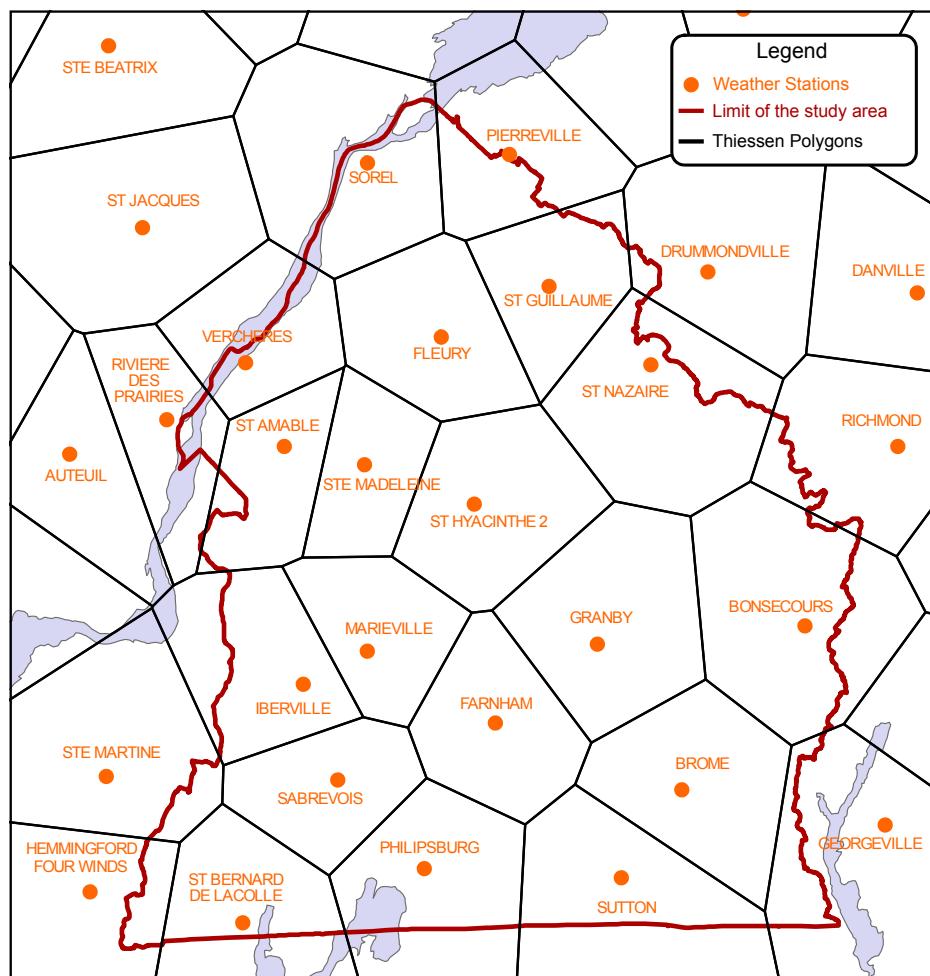 STE BEATRIX
Legend
Weather Stations
Limit of the study area
Thiessen Polygons
PIERREVILLE
SOREL
ST JACQUES
DRUMMONDVILLE
DANVILLE
ST GUILLAUME
VERCHERES
FLEURY
RIVIERE
DES
PRAIRIES
ST NAZAIRE
ST AMABLE
RICHMOND
AUTEUIL
STE MADELEINE
ST HYACINTHE 2
BONSECOURS
GRANBY
MARIEVILLE
IBERVILLE
FARNHAM
STE MARTINE
BROME
SABREVOIS
HEMMINGFORD
FOUR WINDS
GEORGEVILLE
PHILIPSBURG
ST BERNARD
DE LACOLLE
SUTTON